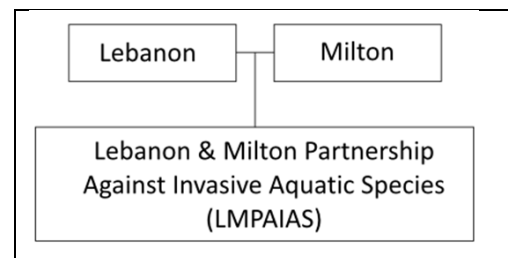 Lebanon
Milton
Lebanon & Milton Partnership
Against Invasive Aquatic Species
(LMPAIAS)